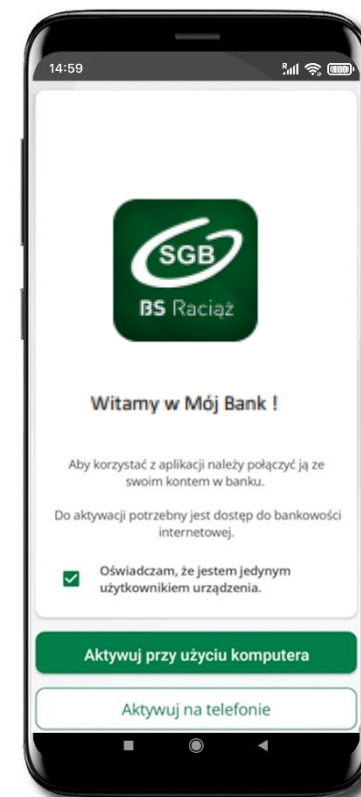 14:59
R
SGB
BS Raciąż
Witamy w Mój Bank !
Aby korzystać z aplikacji należy połączyć ją ze
swoim kontem w banku.
Do aktywacji potrzebny jest dostęp do bankowości
internetowej.
Oświadczam, że jestem jedynym
użytkownikiem urządzenia.
Aktywuj przy użyciu komputera
Aktywuj na telefonie